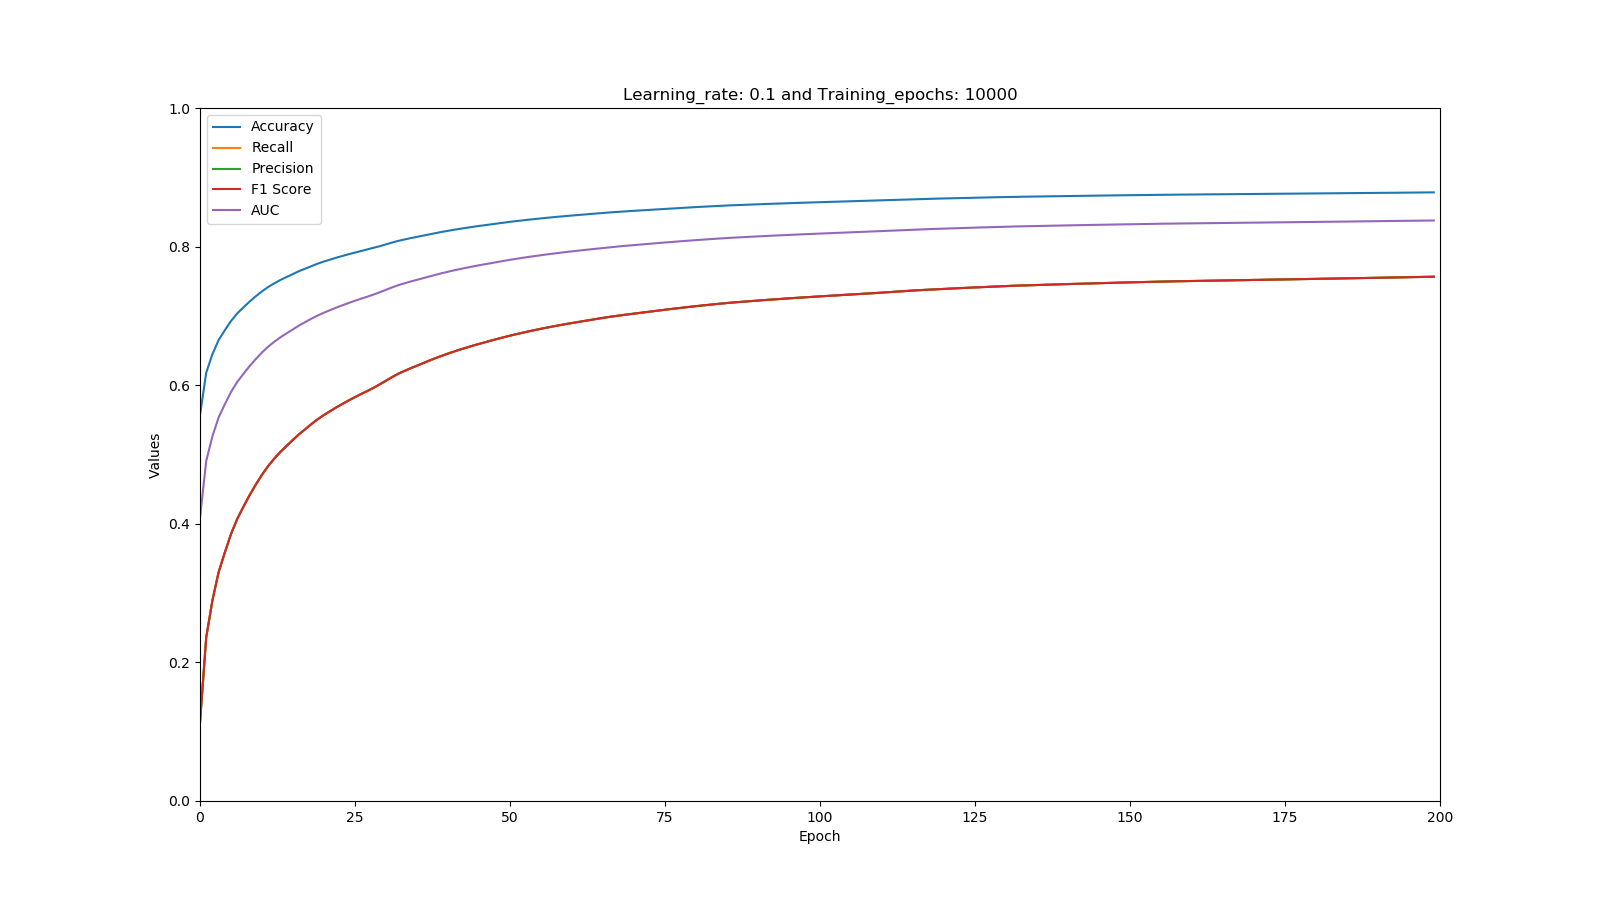 Learning_rate: 0.1 and Training_epochs: 10000
1.0
0.8
0.6
0.4
0.2
0.0
Values
Accuracy
Recall
Precision
F1 Score
AUC
0 25 50 75 100 125 150 175 200
Epoch